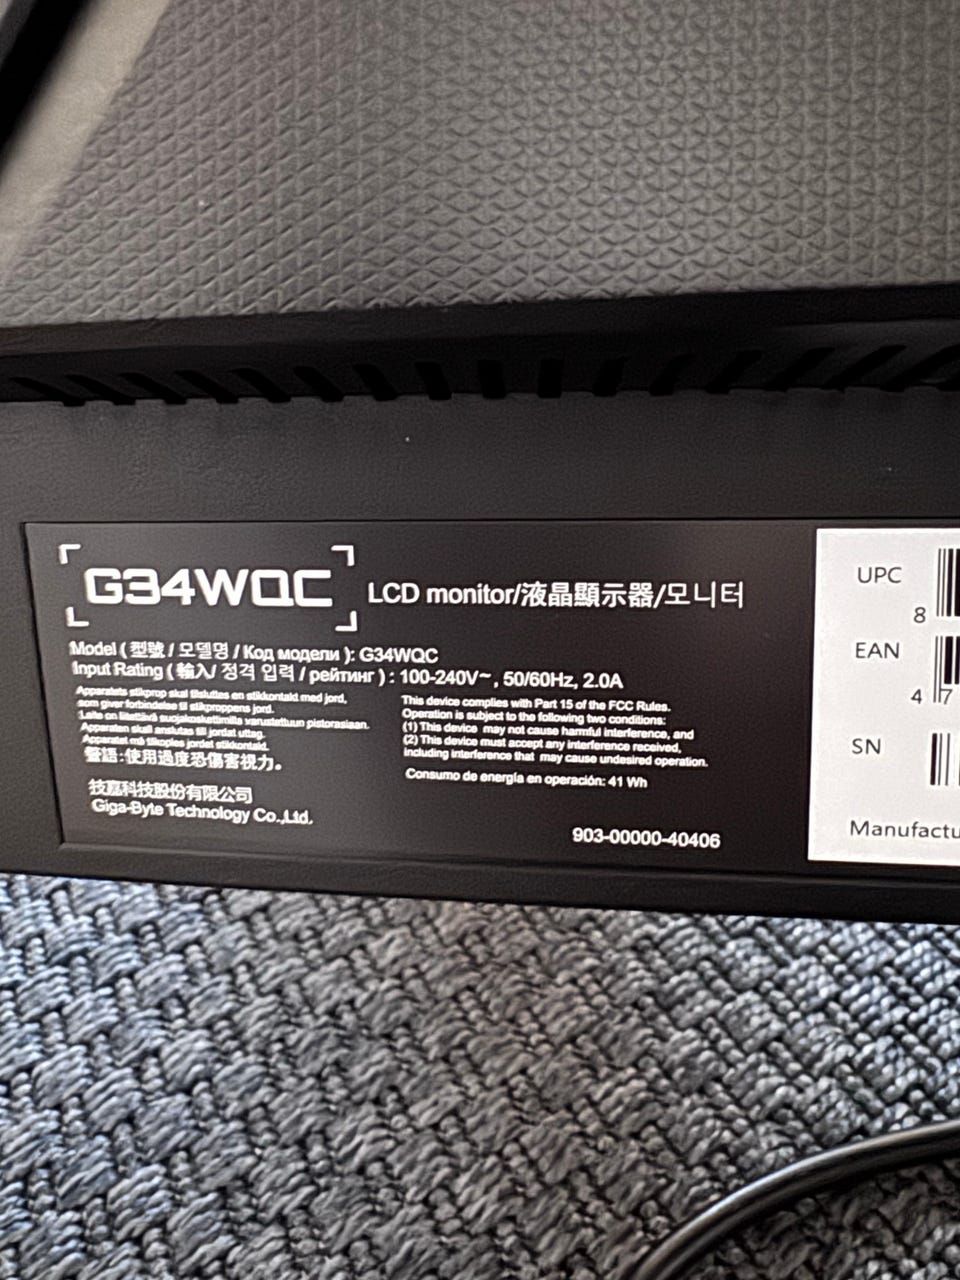 G34WQC LCD monitor/液晶顯示器/모니터
Model ( 型號 / 모델명 / Код модели ): G34WQC
Input Rating ( 輸入/ 정격 입력 / рейтинг ) : 100-240V~, 50/60Hz, 2.0A
Apparatets stikprop skal tilsluttes en stikkontakt med jord,
som giver forbindelse til stikproppens jord.
Laite on liitettävä suojakoskettimilla varustettuun pistorasiaan.
Apparaten skall anslutas till jordat uttag.
Apparatet må tilkoples jordet stikkontakt.
警語:使用過度恐傷害視力。
技嘉科技股份有限公司
Giga-Byte Technology Co.,Ltd.
This device complies with Part 15 of the FCC Rules.
Operation is subject to the following two conditions:
(1) This device may not cause harmful interference, and
(2) This device must accept any interference received,
including interference that may cause undesired operation.
Consumo de energía en operación: 41 Wh
903-00000-40406
UPC
8
EAN
4 7
SN